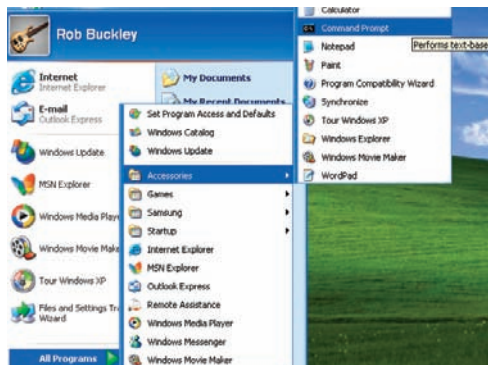 Rob Buckley
Internet
Internet Explorer
E-mail
Outlook Express
Windows Update
MSN Explorer
Windows Media Playe
Windows Movie Make
Tour Windows XP
Files and Settings Tr
Wizard
All Programs
My Documents
My Recent Documents
Set Program Access and Defaults
Windows Catalog
Windows Update
Accessories
Games
Samsung
Startup
Internet Explorer
MSN Explorer
Outlook Express
Remote Assistance
Windows Media Player
Windows Messenger
Windows Movie Maker
Calculator
Command Prompt
Notepad
Paint
Program Compatibility Wizard
Synchronize
Tour Windows XP
Windows Explorer
Windows Movie Maker
WordPad
Performs text-base